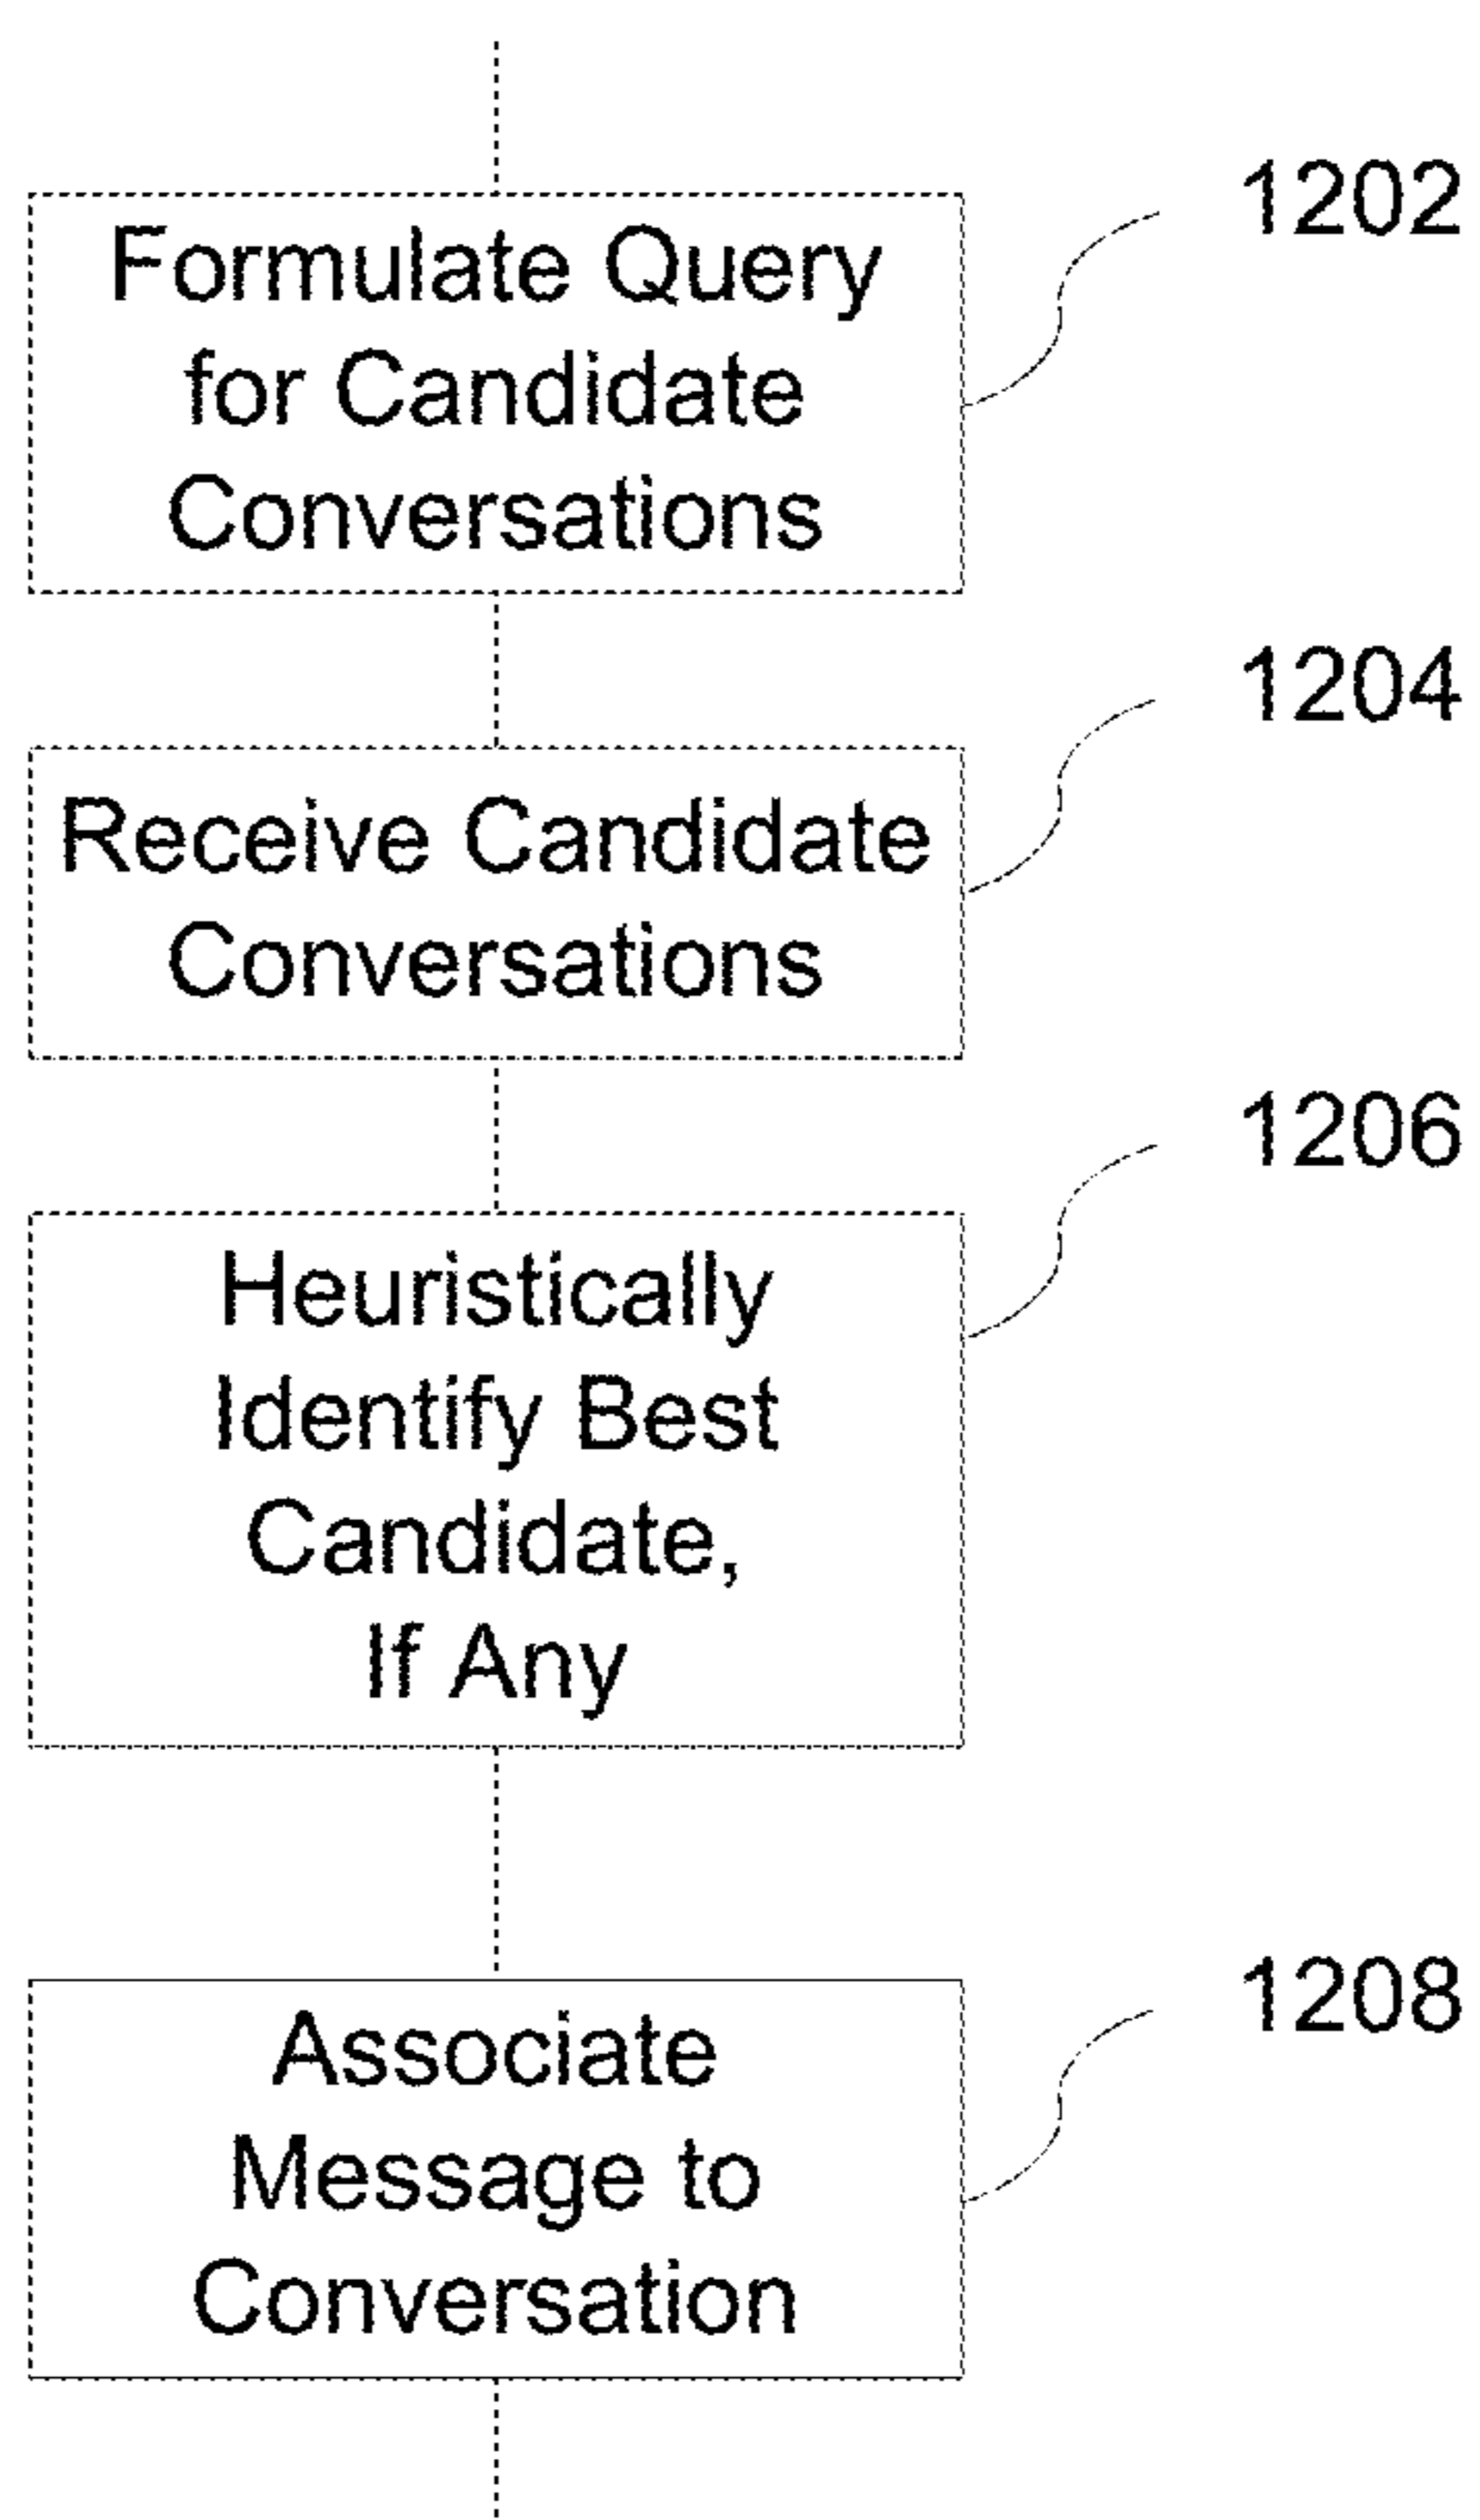 1202
Formulate Query
for Candidate
Conversations
1204
Receive Candidate
Conversations
1206
Heuristically
Identify Best
Candidate,
If Any
1208
Associate
Message to
Conversation